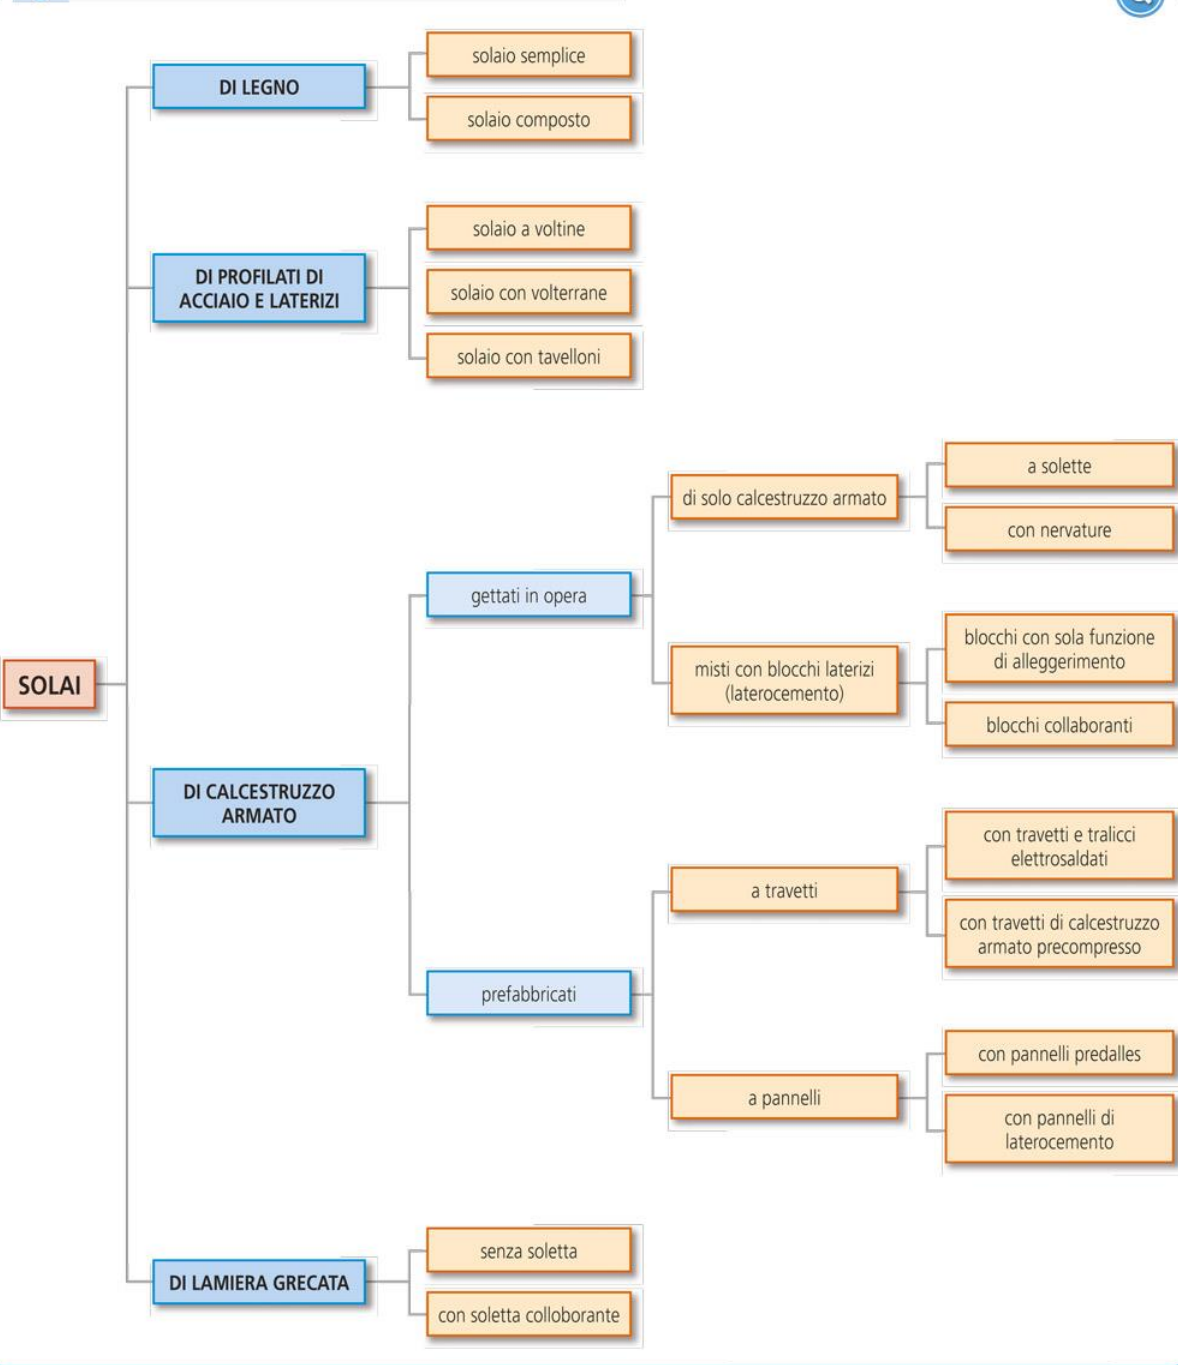 DI LEGNO
solaio semplice
solaio composto
DI PROFILATI DI
ACCIAIO E LATERIZI
solaio a voltine
solaio con volterrane
solaio con tavelloni
SOLAI
DI CALCESTRUZZO
ARMATO
gettati in opera
di solo calcestruzzo armato
a solette
con nervature
misti con blocchi laterizi
(laterocemento)
blocchi con sola funzione
di alleggerimento
blocchi collaboranti
prefabbricati
a travetti
con travetti e tralicci
elettrosaldati
con travetti di calcestruzzo
armato precompresso
a pannelli
con pannelli predalles
con pannelli di
laterocemento
DI LAMIERA GRECATA
senza soletta
con soletta colloborante